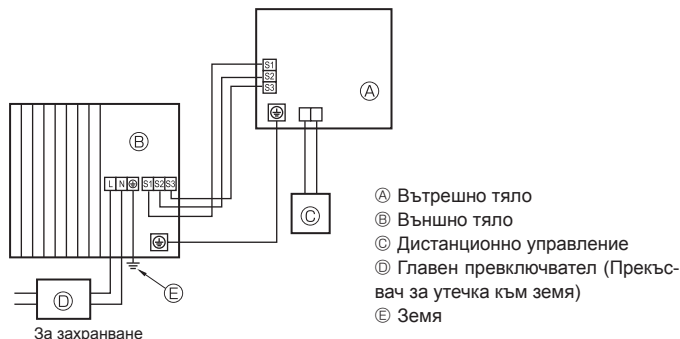 S1
S2
S3
Ⓐ
Ⓑ
L N S1 S2 S3
Ⓒ
Ⓓ
Ⓔ
За захранване
Ⓐ Вътрешно тяло
Ⓑ Външно тяло
Ⓒ Дистанционно управление
Ⓓ Главен превключвател (Прекъс-
вач за утечка към земя)
Ⓔ Земя